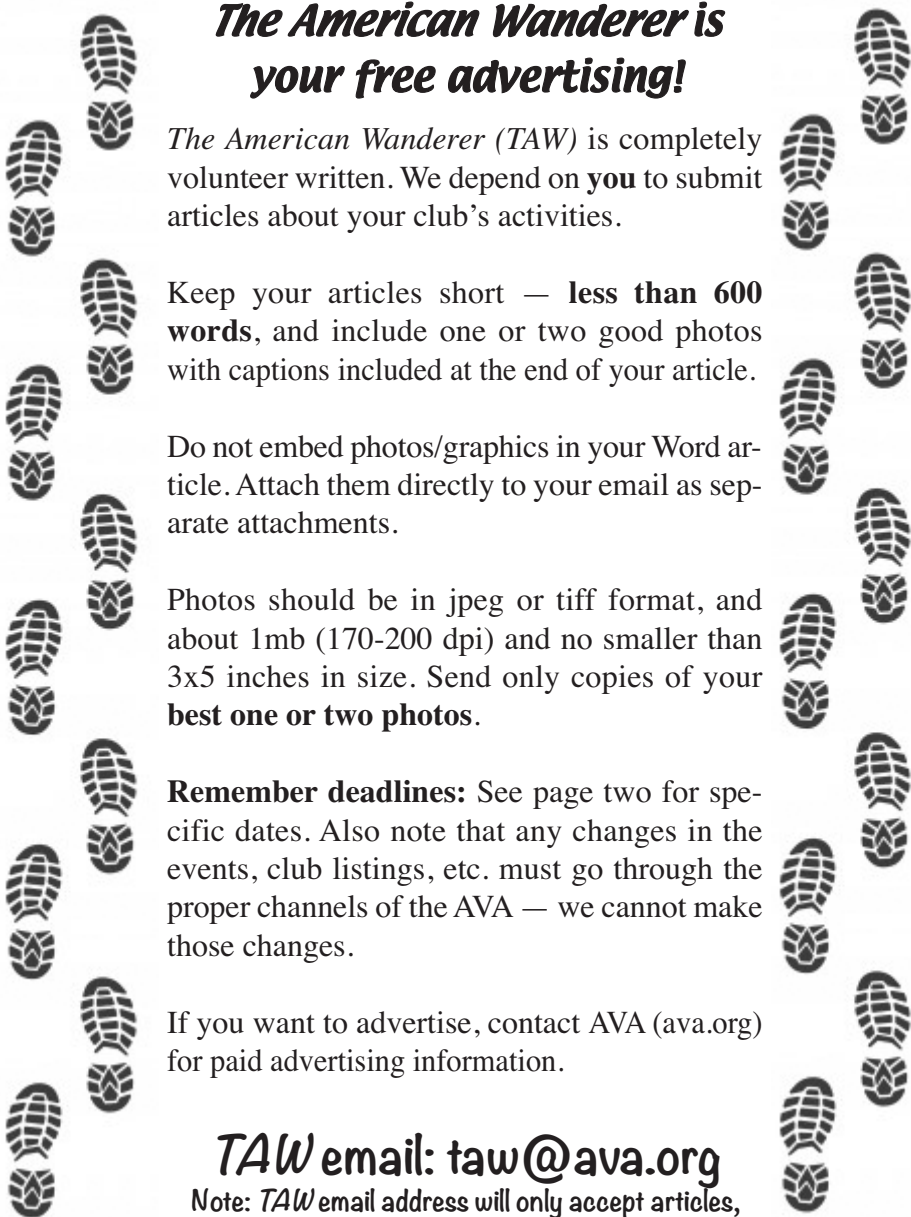 The American Wanderer is
your free advertising!
The American Wanderer (TAW) is completely
volunteer written. We depend on you to submit
articles about your club's activities.
Keep your articles short — less than 600
words, and include one or two good photos
with captions included at the end of your article.
Do not embed photos/graphics in your Word ar-
ticle. Attach them directly to your email as sep-
arate attachments.
Photos should be in jpeg or tiff format, and
about 1mb (170-200 dpi) and no smaller than
3x5 inches in size. Send only copies of your
best one or two photos.
Remember deadlines: See page two for spe-
cific dates. Also note that any changes in the
events, club listings, etc. must go through the
proper channels of the AVA — we cannot make
those changes.
If you want to advertise, contact AVA (ava.org)
for paid advertising information.
TAW email: taw@ava.org
Note: TAW email address will only accept articles,